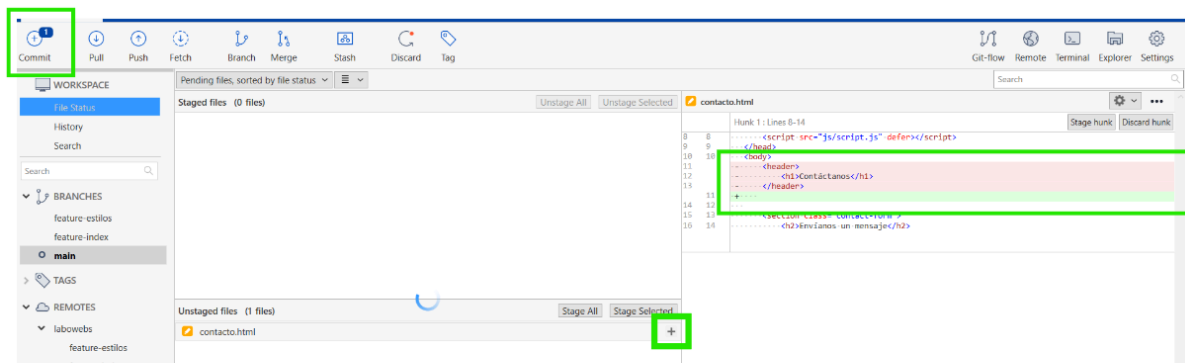 1
Commit Pull Push Fetch Branch Merge Stash Discard Tag Git-flow Remote Terminal Explorer Settings
WORKSPACE
File Status
History
Search
Search
BRANCHES
feature-estilos
feature-index
main
TAGS
REMOTES
labowebs
feature-estilos
Pending files, sorted by file status
Search
Staged files (0 files) Unstage All Unstage Selected
Unstaged files (1 files) Stage All Stage Selected
contacto.html +
contacto.html
Hunk 1 : Lines 8-14 Stage hunk Discard hunk
8 8 <script src="js/script.js" defer></script>
9 9 </head>
10 10 <body>
11 - <header>
12 - <h1>Contáctanos</h1>
13 - </header>
11 +
14 12
15 13 <section class="contact-form">
16 14 <h2>Envíanos un mensaje</h2>